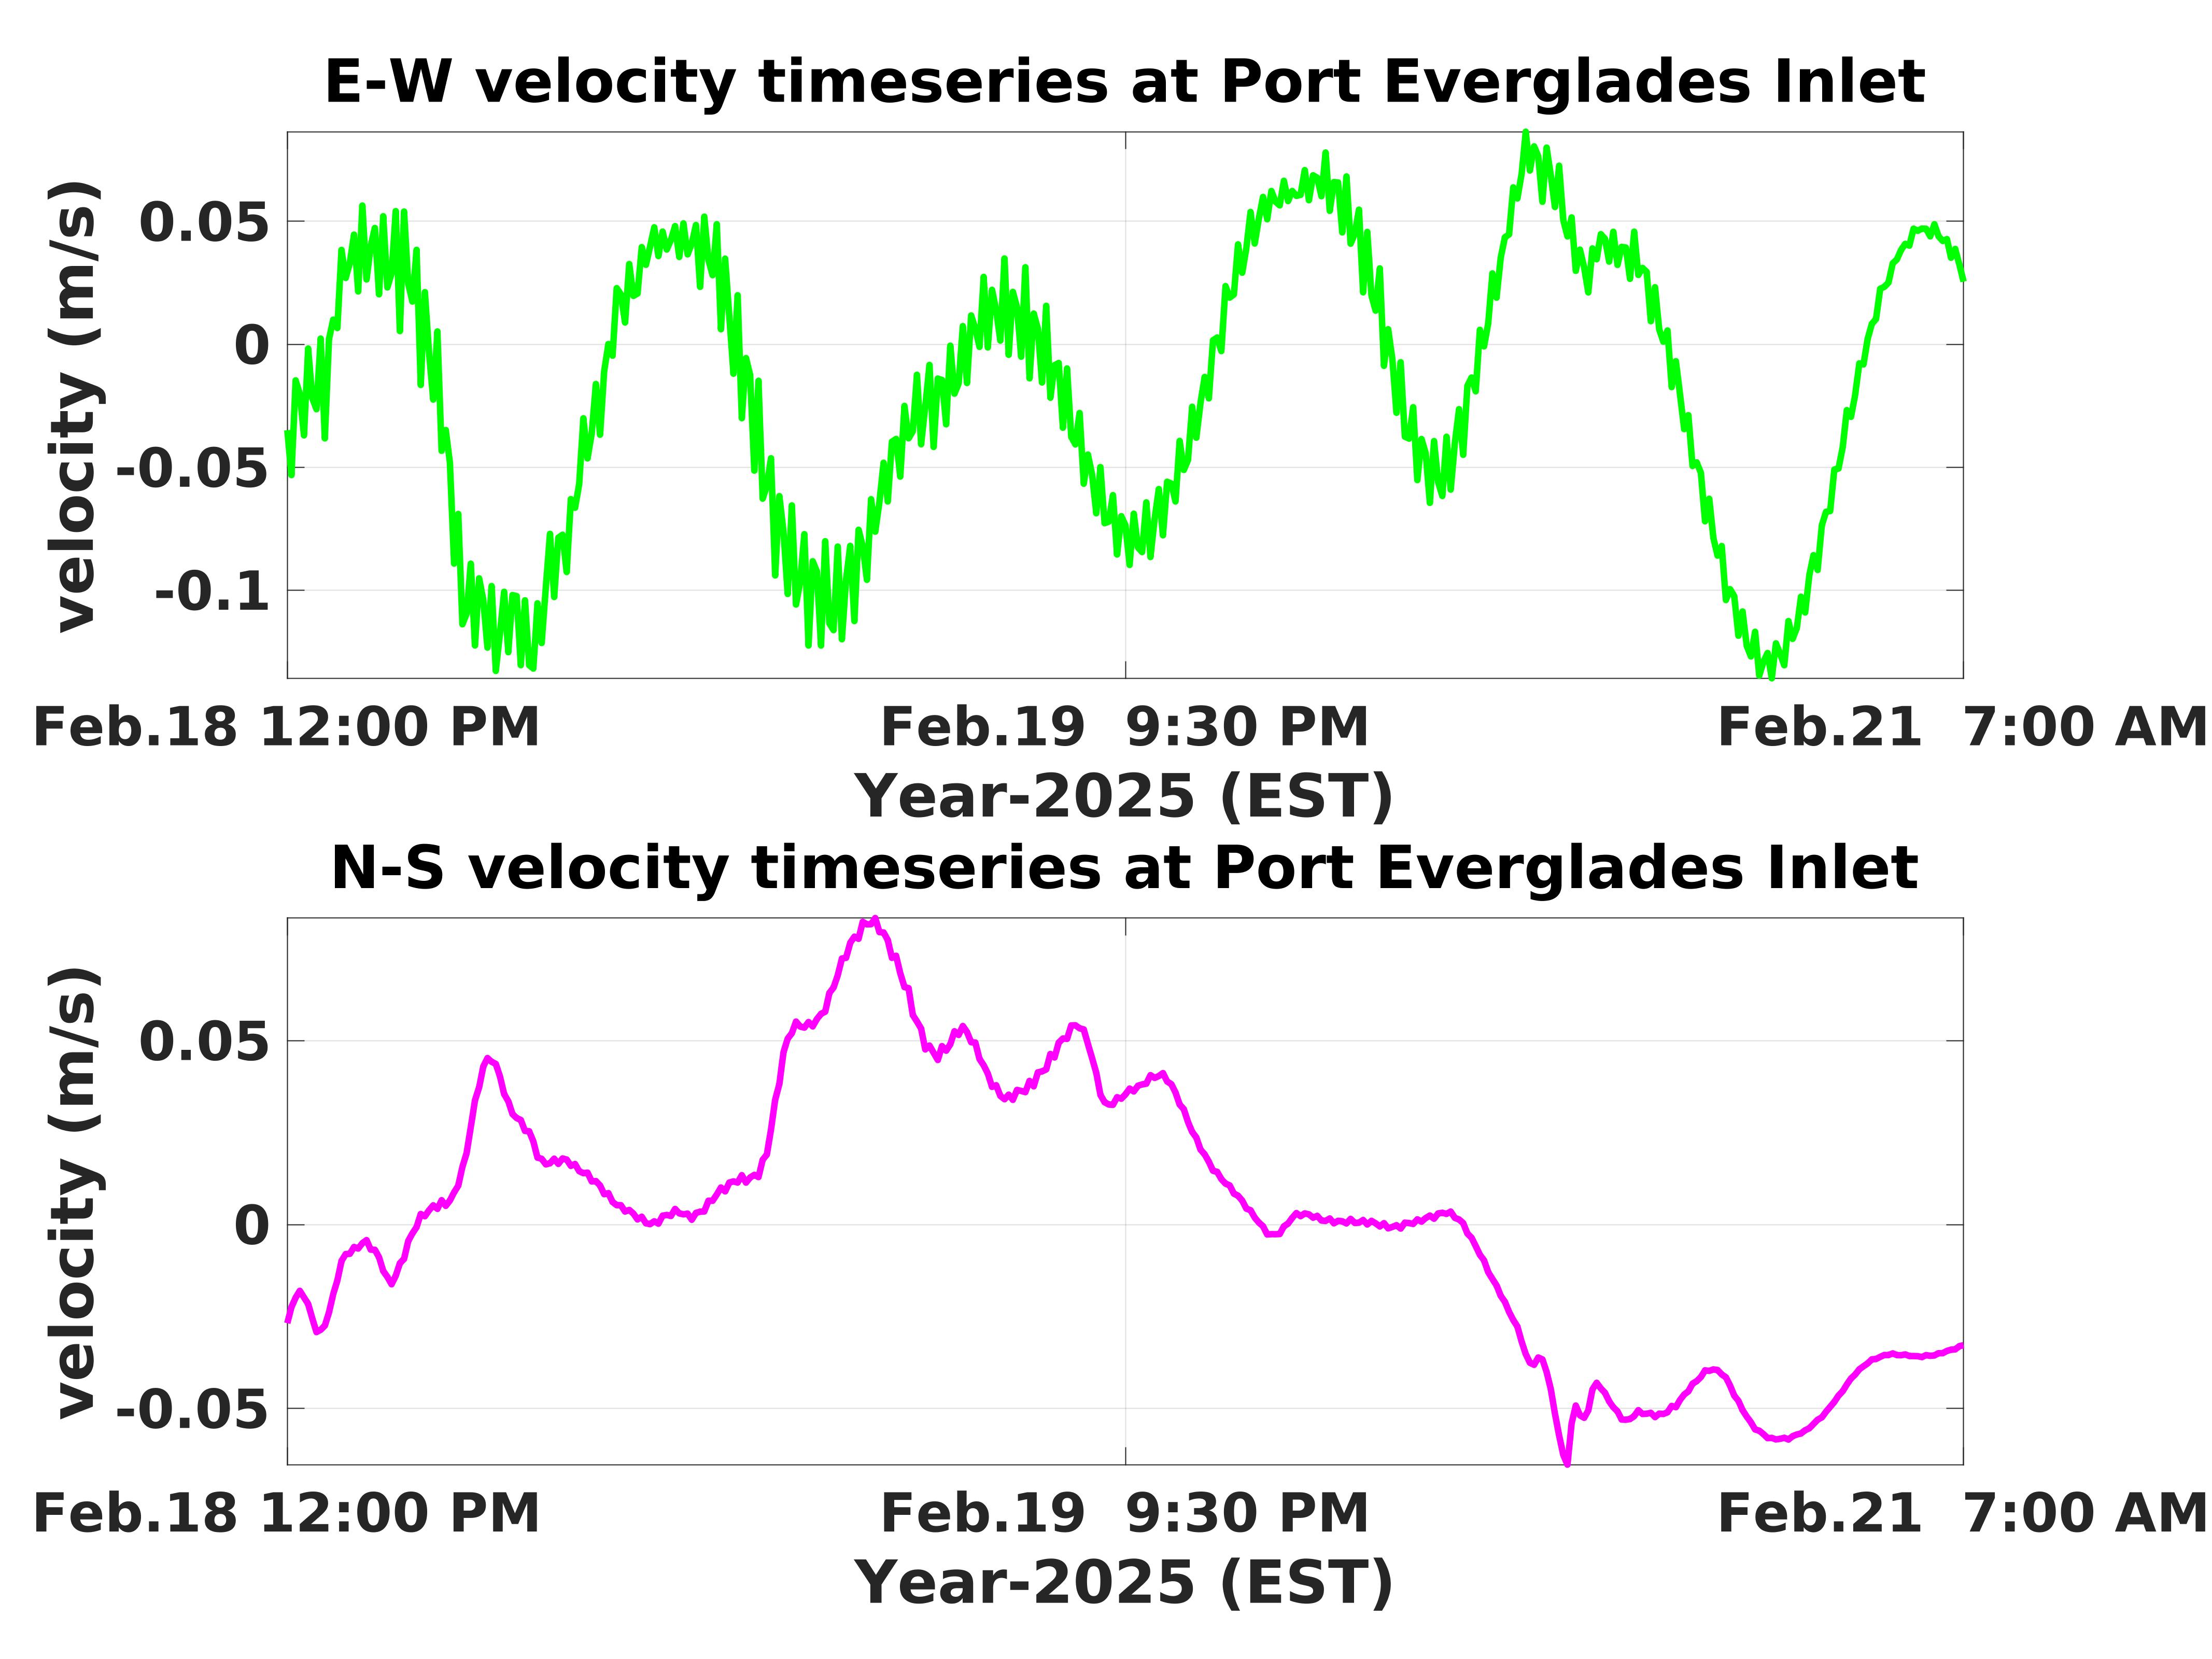 E-W velocity timeseries at Port Everglades Inlet
velocity (m/s)
0.05
0
-0.05
-0.1
Feb.18 12:00 PM Feb.19 9:30 PM Feb.21 7:00 AM
Year-2025 (EST)
N-S velocity timeseries at Port Everglades Inlet
velocity (m/s)
0.05
0
-0.05
Feb.18 12:00 PM Feb.19 9:30 PM Feb.21 7:00 AM
Year-2025 (EST)